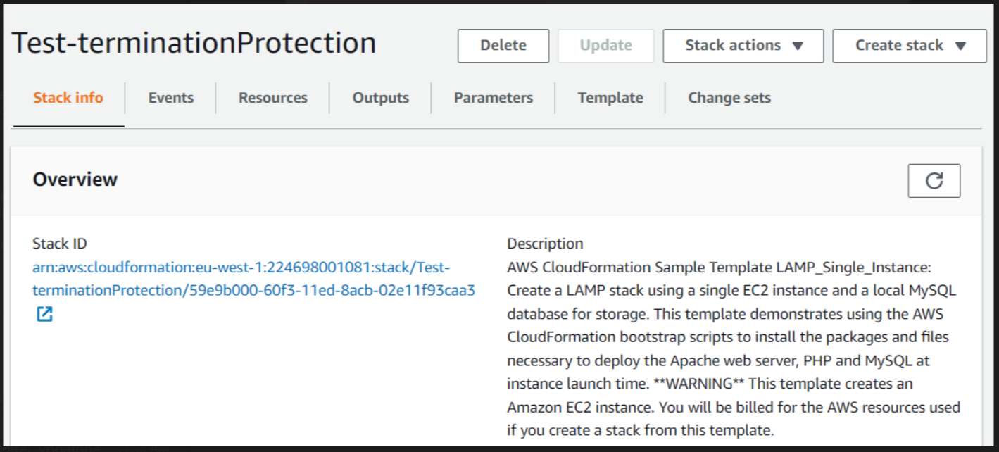 Test-terminationProtection
Delete
Update
Stack actions
Create stack
Stack info
Events
Resources
Outputs
Parameters
Template
Change sets
Overview
Stack ID
arn:aws:cloudformation:eu-west-1:224698001081:stack/Test-
terminationProtection/59e9b000-60f3-11ed-8acb-02e11f93caa3
Description
AWS CloudFormation Sample Template LAMP_Single_Instance:
Create a LAMP stack using a single EC2 instance and a local MySQL
database for storage. This template demonstrates using the AWS
CloudFormation bootstrap scripts to install the packages and files
necessary to deploy the Apache web server, PHP and MySQL at
instance launch time. **WARNING** This template creates an
Amazon EC2 instance. You will be billed for the AWS resources used
if you create a stack from this template.